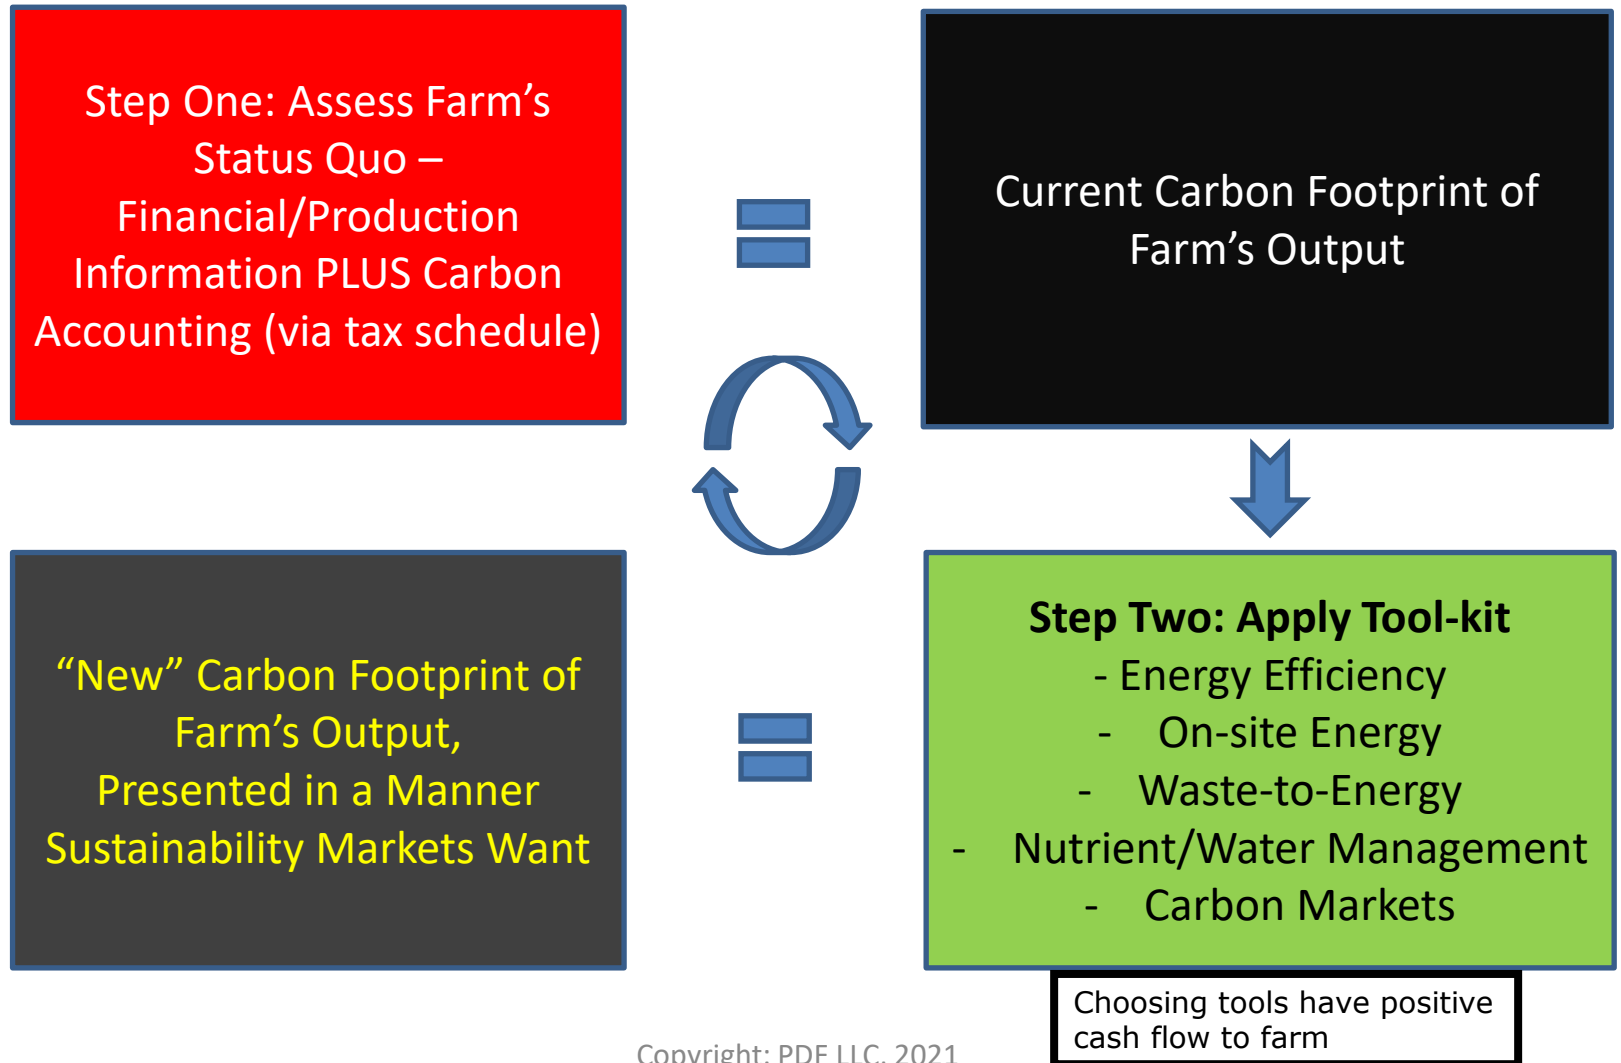 Step One: Assess Farm’s
Status Quo –
Financial/Production
Information PLUS Carbon
Accounting (via tax schedule)
Current Carbon Footprint of
Farm’s Output
“New” Carbon Footprint of
Farm’s Output,
Presented in a Manner
Sustainability Markets Want
Step Two: Apply Tool-kit
- Energy Efficiency
- On-site Energy
- Waste-to-Energy
- Nutrient/Water Management
- Carbon Markets
Choosing tools have positive
cash flow to farm
Copyright: PDF LLC, 2021